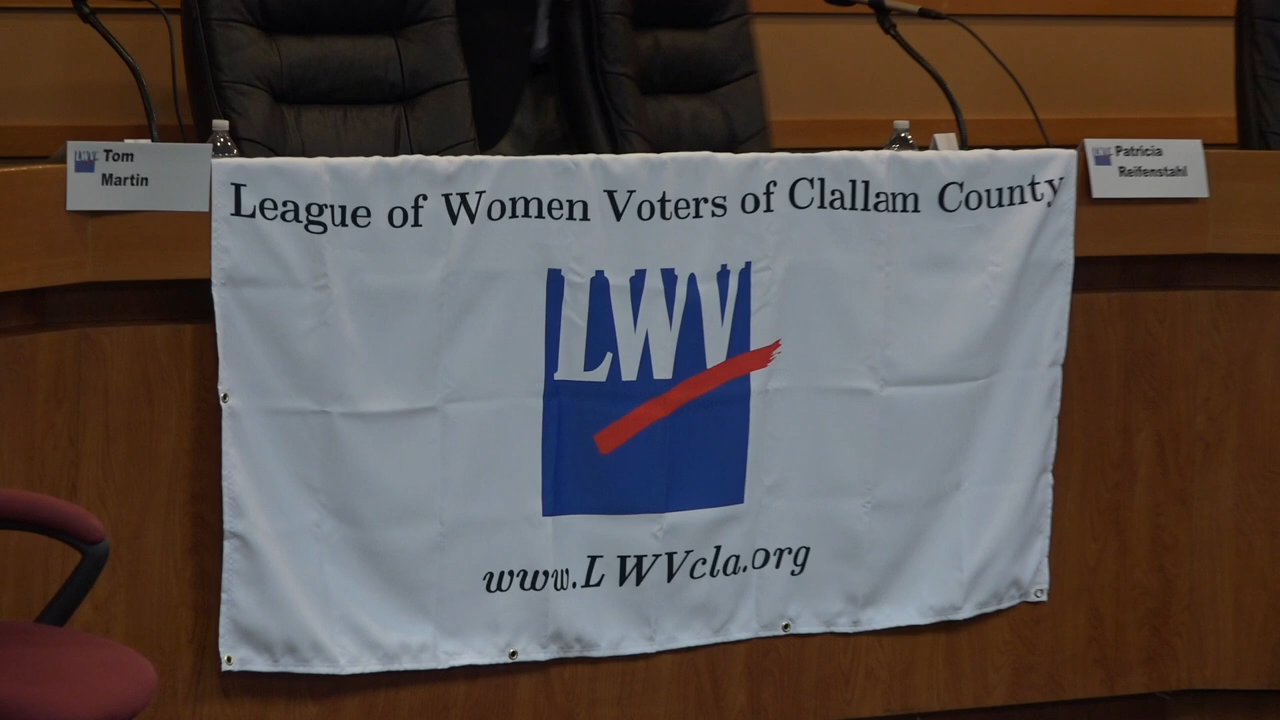 Tom
Martin
Patricia
Reifenstahl
League of Women Voters of Clallam County
LWV
www.LWVcla.org